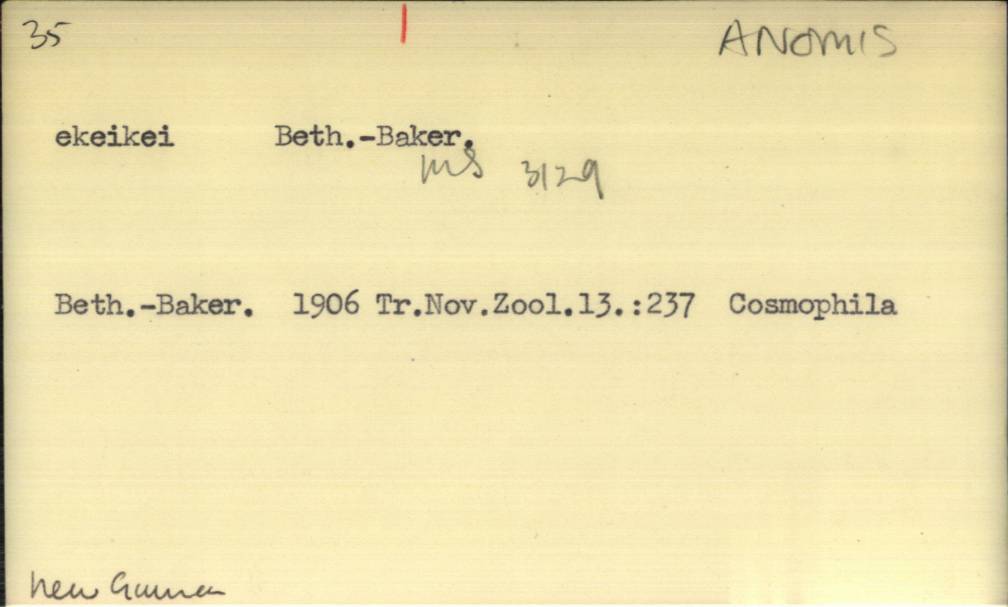 35 ANOMIS
ekeikei Beth.-Baker.
MS 3129
Beth.-Baker. 1906 Tr.Nov.Zool.13.:237 Cosmophila
New Guinea